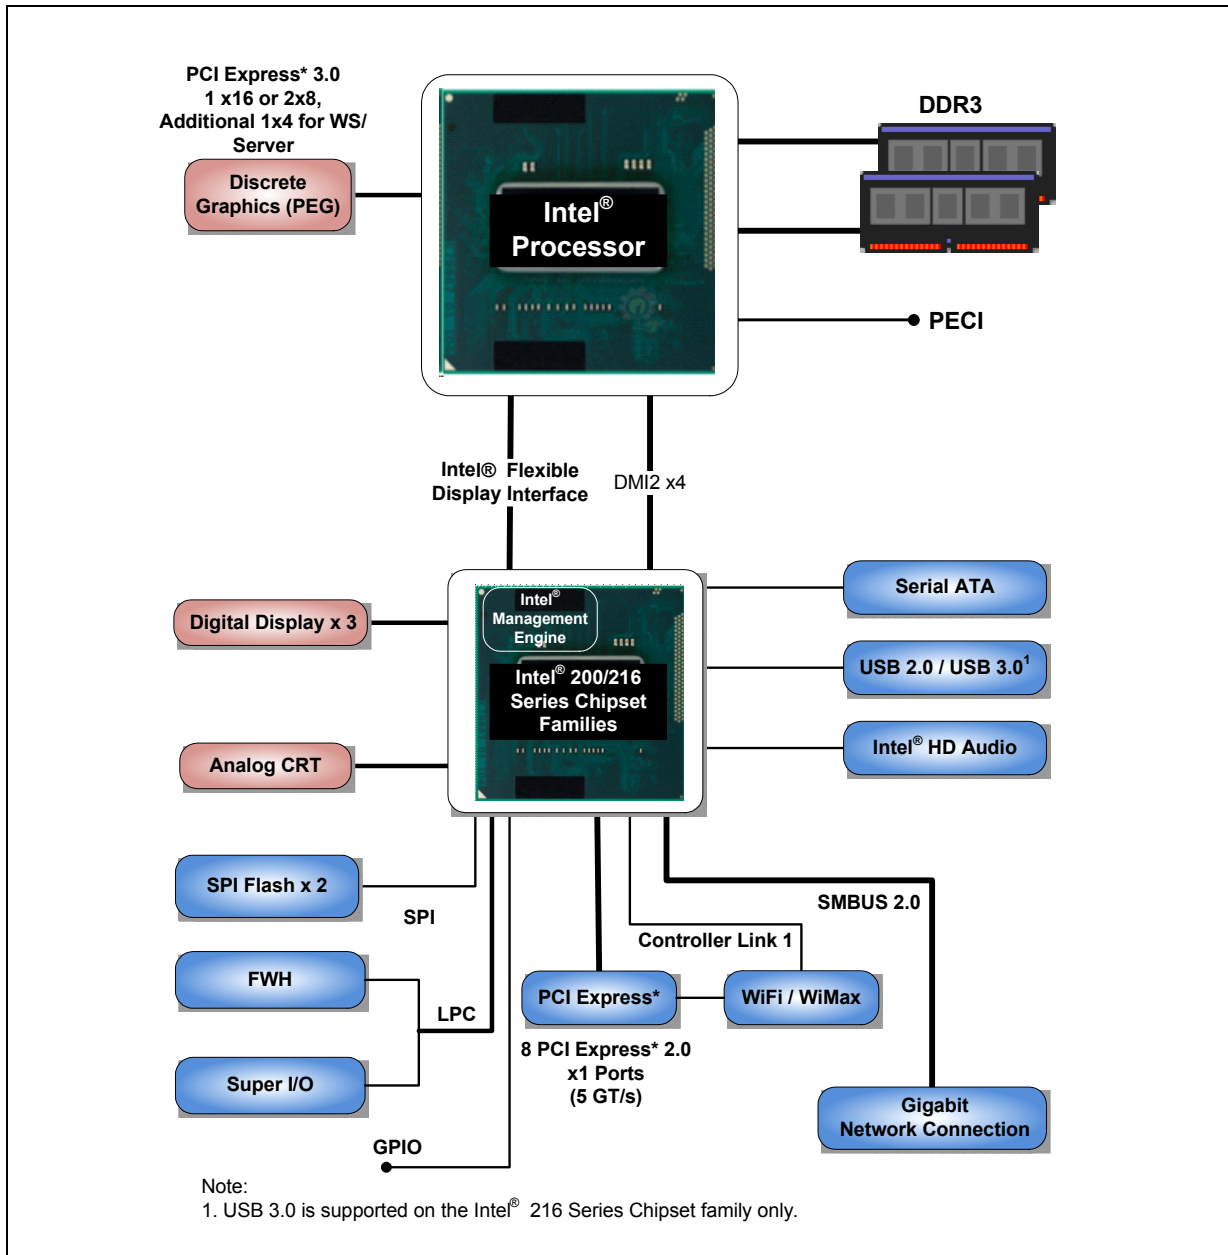 PCI Express* 3.0
1 x16 or 2x8,
Additional 1x4 for WS/
Server
Discrete
Graphics (PEG)
Intel®
Processor
DDR3
PECI
Intel® Flexible
Display Interface
DMI2 x4
Digital Display x 3
Analog CRT
Intel®
Management
Engine
Intel® 200/216
Series Chipset
Families
Serial ATA
USB 2.0 / USB 3.0¹
Intel® HD Audio
SPI Flash x 2
SPI
FWH
LPC
Super I/O
GPIO
SMBUS 2.0
Controller Link 1
PCI Express*
WiFi / WiMax
8 PCI Express* 2.0
x1 Ports
(5 GT/s)
Gigabit
Network Connection
Note:
1. USB 3.0 is supported on the Intel® 216 Series Chipset family only.